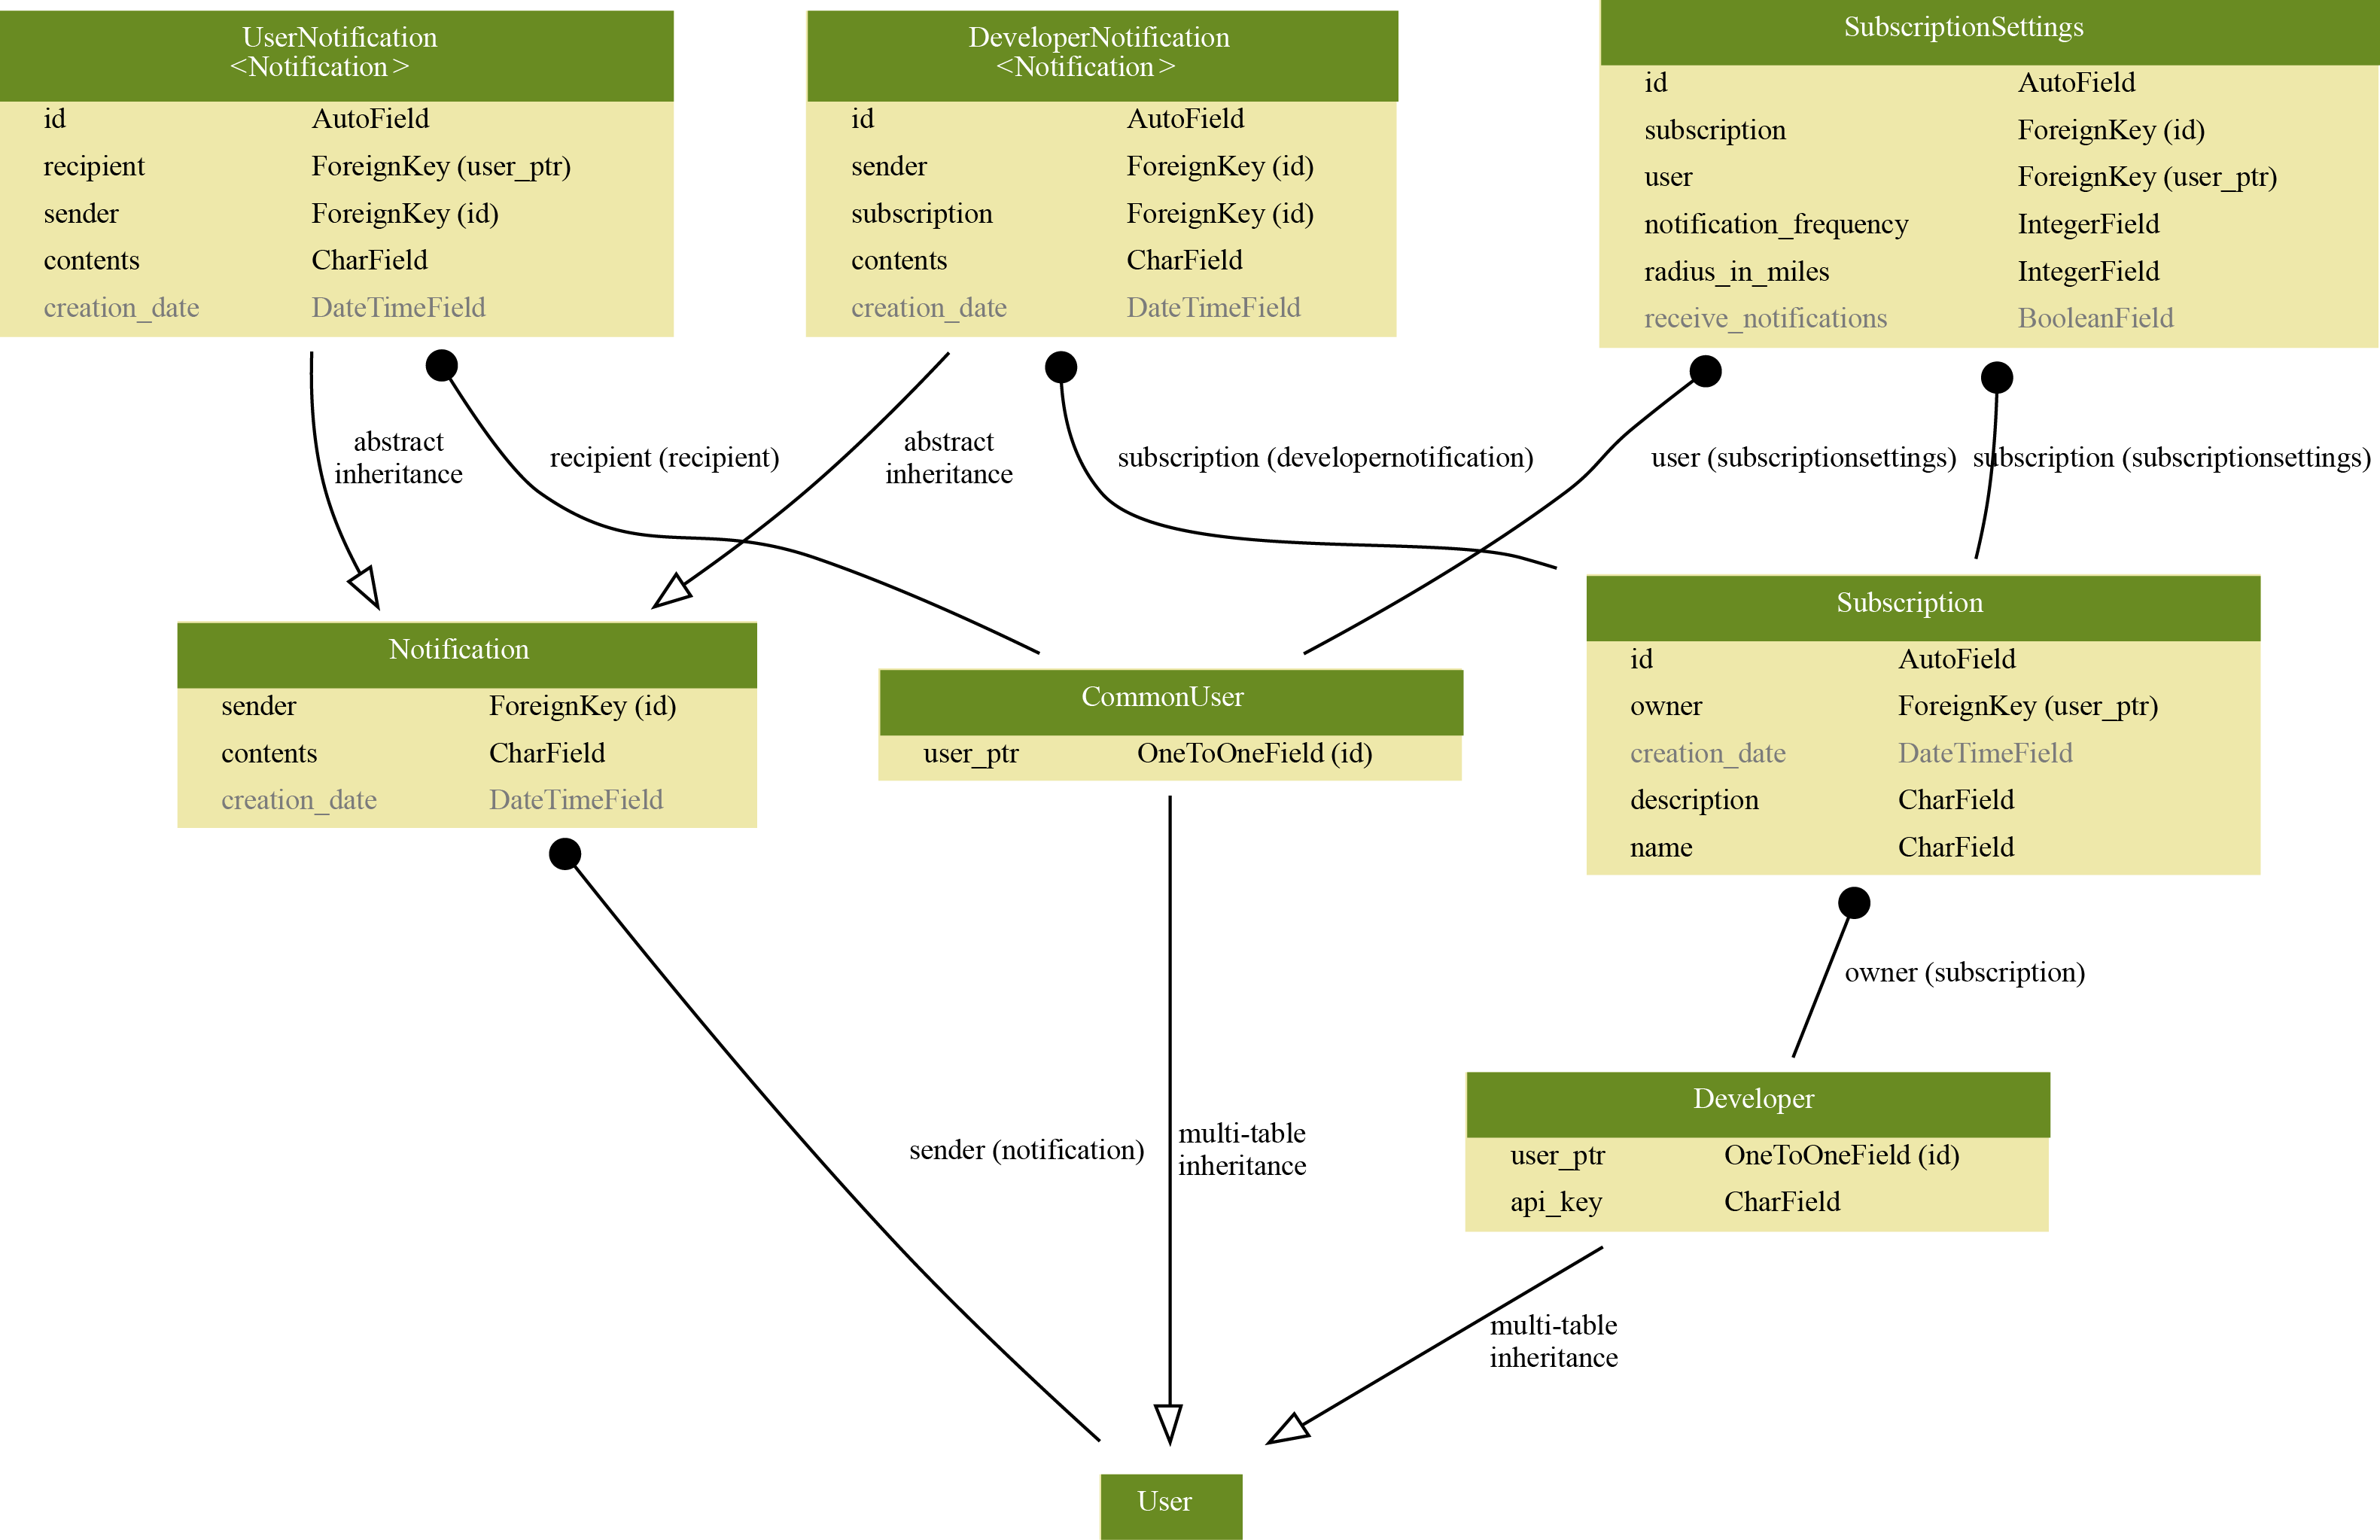 UserNotification
<Notification>
id AutoField
recipient ForeignKey (user_ptr)
sender ForeignKey (id)
contents CharField
creation_date DateTimeField
DeveloperNotification
<Notification>
id AutoField
sender ForeignKey (id)
subscription ForeignKey (id)
contents CharField
creation_date DateTimeField
SubscriptionSettings
id AutoField
subscription ForeignKey (id)
user ForeignKey (user_ptr)
notification_frequency IntegerField
radius_in_miles IntegerField
receive_notifications BooleanField
abstract
inheritance
recipient (recipient)
abstract
inheritance
subscription (developernotification)
user (subscriptionsettings)
subscription (subscriptionsettings)
Notification
sender ForeignKey (id)
contents CharField
creation_date DateTimeField
CommonUser
user_ptr OneToOneField (id)
Subscription
id AutoField
owner ForeignKey (user_ptr)
creation_date DateTimeField
description CharField
name CharField
owner (subscription)
Developer
user_ptr OneToOneField (id)
api_key CharField
sender (notification)
multi-table
inheritance
multi-table
inheritance
User